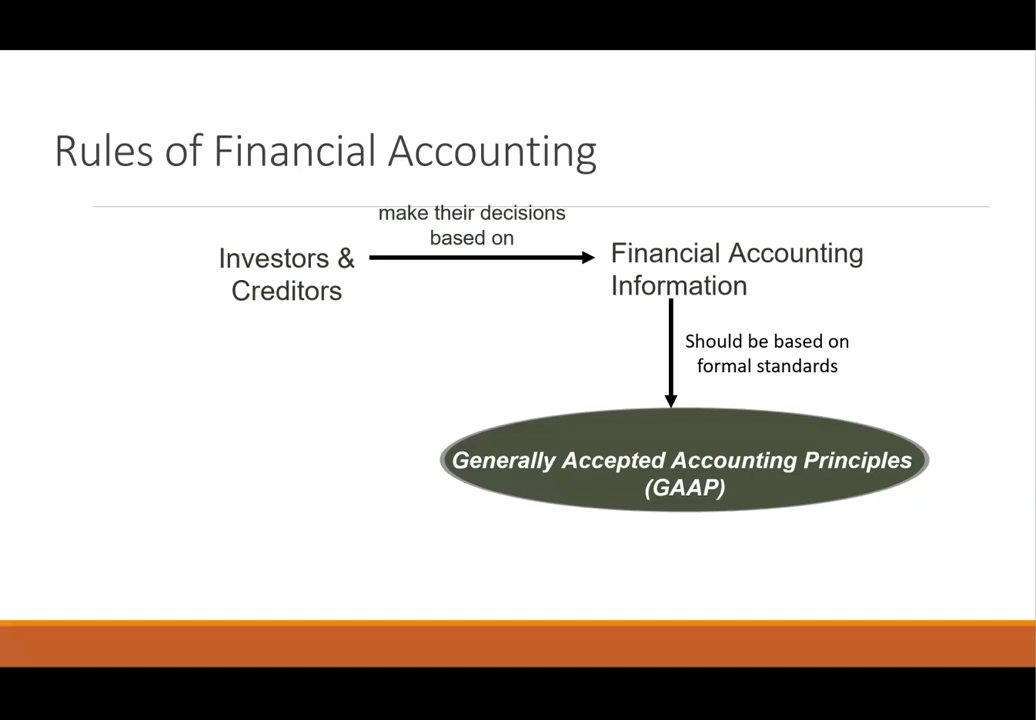 Rules of Financial Accounting
make their decisions
based on
Investors &
Creditors
Financial Accounting
Information
Should be based on
formal standards
Generally Accepted Accounting Principles
(GAAP)